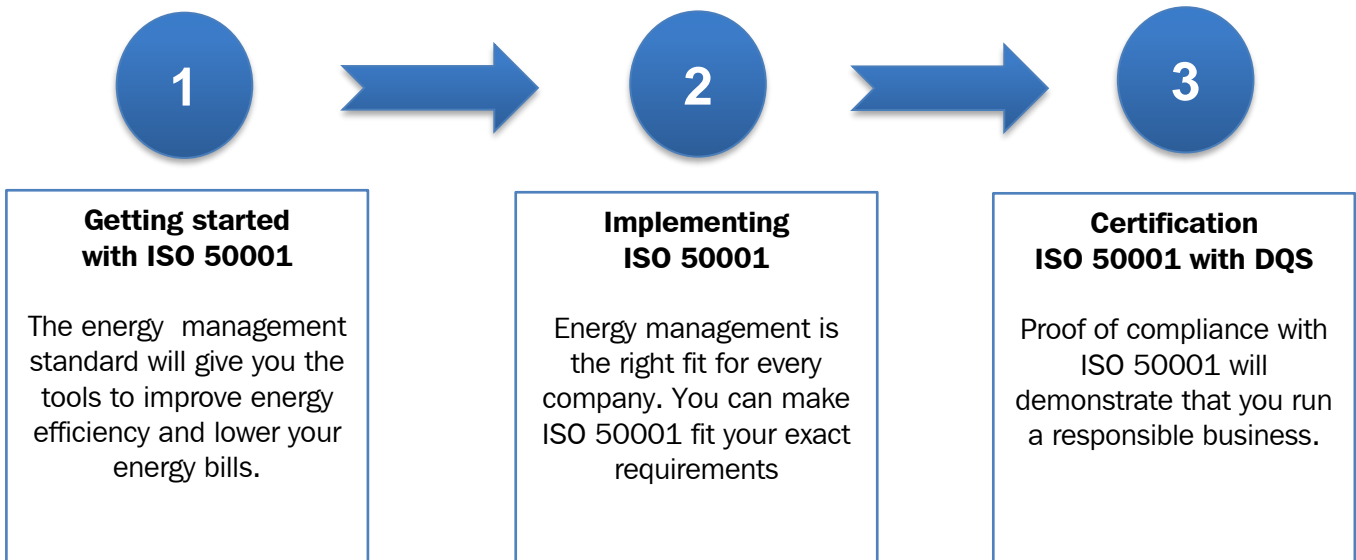 1
2
3
Getting started
with ISO 50001
The energy  management
standard will give you the
tools to improve energy
efficiency and lower your
energy bills.
Implementing
ISO 50001
Energy management is
the right fit for every
company. You can make
ISO 50001 fit your exact
requirements
Certification
ISO 50001 with DQS
Proof of compliance with
ISO 50001 will
demonstrate that you run
a responsible business.